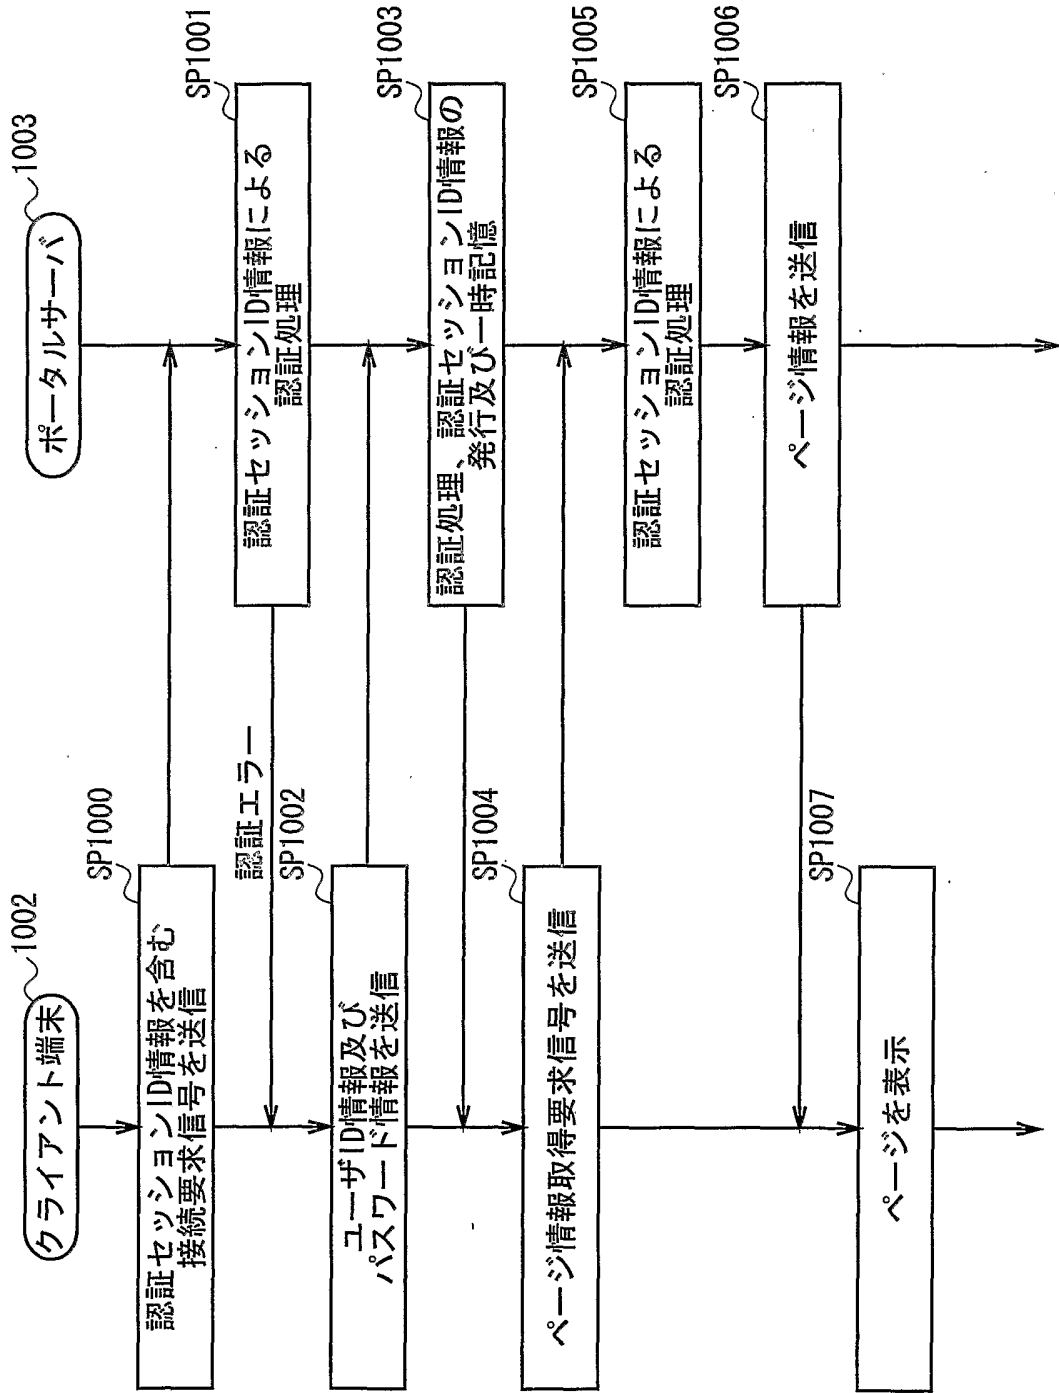 クライアント端末
1002
ポータルサーバ
1003
SP1000
認証セッションID情報を含む
接続要求信号を送信
SP1001
認証セッションID情報による
認証処理
認証エラー
SP1002
ユーザID情報及び
パスワード情報を送信
SP1003
認証処理、認証セッションID情報の
発行及び一時記憶
SP1004
ページ情報取得要求信号を送信
SP1005
認証セッションID情報による
認証処理
SP1006
ページ情報を送信
SP1007
ページを表示